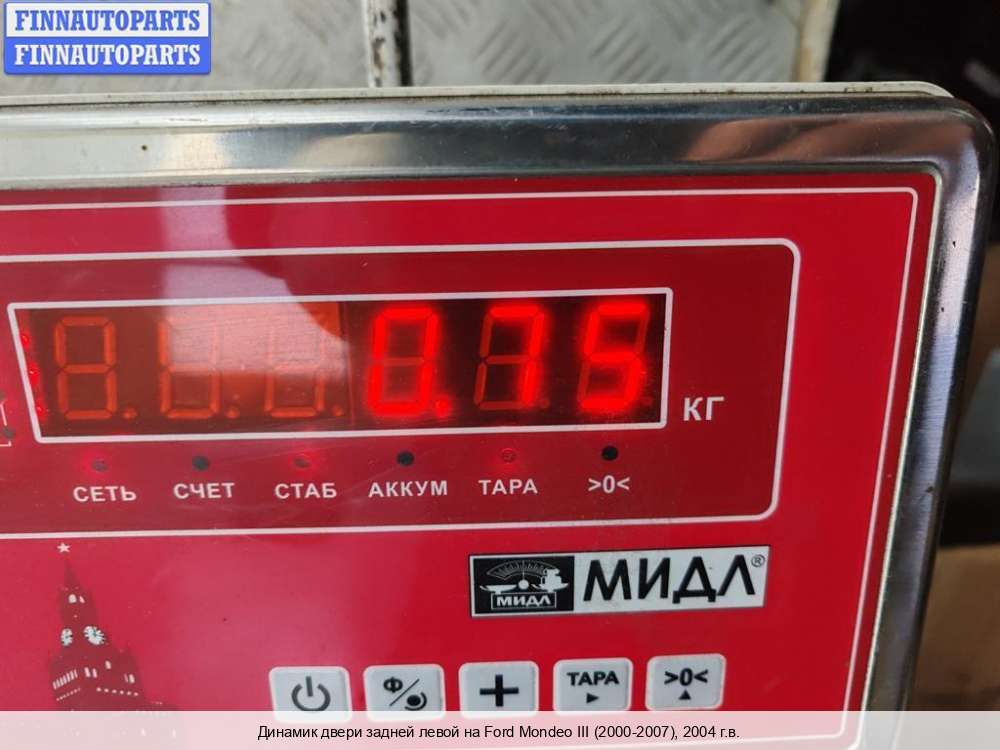 FINNAUTOPARTS
FINNAUTOPARTS
0.75
КГ
СЕТЬ СЧЕТ СТАБ АККУМ ТАРА >0<
МИДЛ МИДЛ®
Ф ТАРА >0<
Динамик двери задней левой на Ford Mondeo III (2000-2007), 2004 г.в.